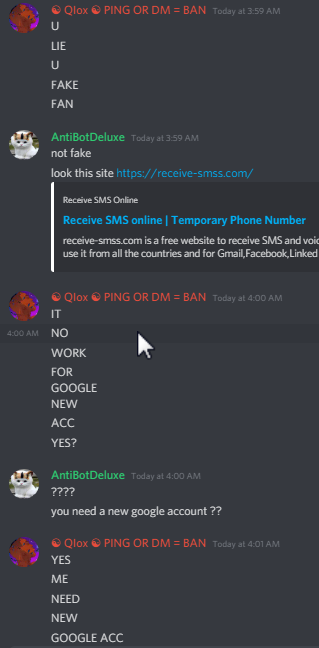 ☯ Qlox ☯ PING OR DM = BAN Today at 3:59 AM
U
LIE
U
FAKE
FAN
AntiBotDeluxe Today at 3:59 AM
not fake
look this site https://receive-smss.com/
Receive SMS Online
Receive SMS online | Temporary Phone Number
receive-smss.com is a free website to receive SMS and voic
use it from all the countries and for Gmail,Facebook,Linked
☯ Qlox ☯ PING OR DM = BAN Today at 4:00 AM
IT
4:00 AM NO
WORK
FOR
GOOGLE
NEW
ACC
YES?
AntiBotDeluxe Today at 4:00 AM
????
you need a new google account ??
☯ Qlox ☯ PING OR DM = BAN Today at 4:01 AM
YES
ME
NEED
NEW
GOOGLE ACC